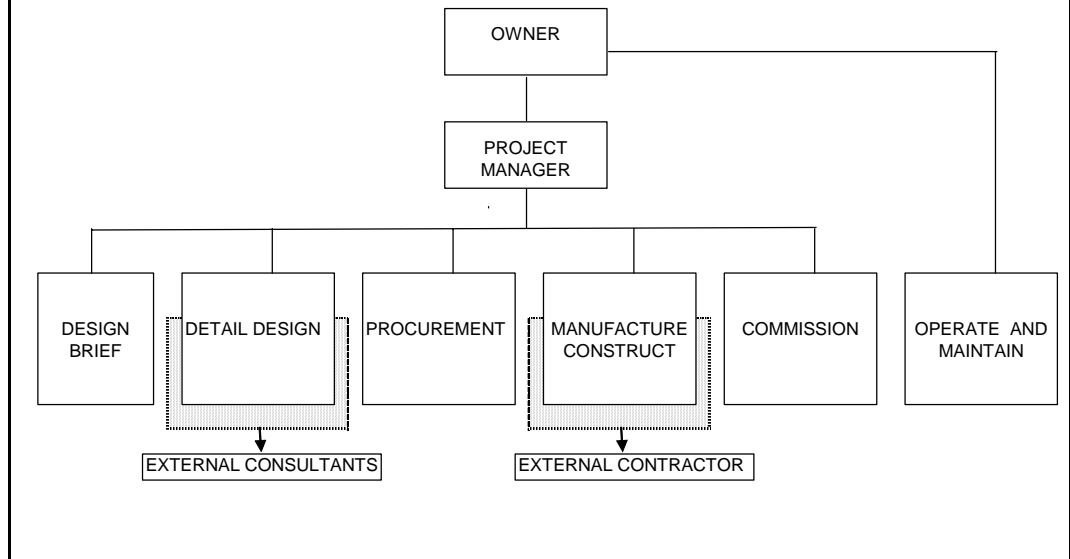 OWNER
PROJECT
MANAGER
DESIGN
BRIEF
DETAIL DESIGN
PROCUREMENT
MANUFACTURE
CONSTRUCT
COMMISSION
OPERATE AND
MAINTAIN
EXTERNAL CONSULTANTS
EXTERNAL CONTRACTOR